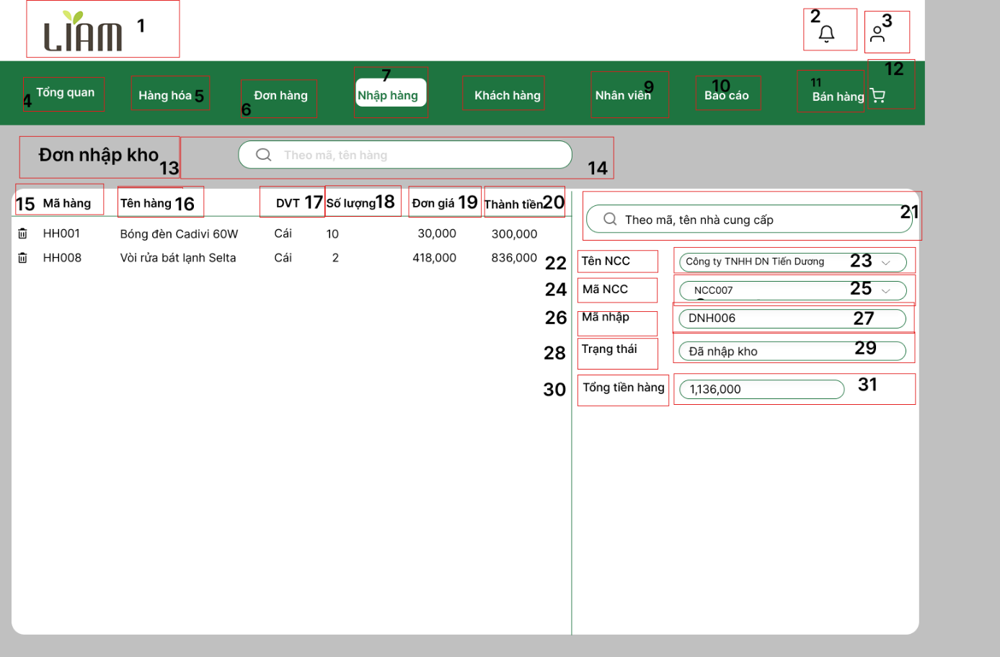 LIAM 1
2
3
4 Tổng quan
Hàng hóa 5
6 Đơn hàng
7 Nhập hàng
Khách hàng
Nhân viên 9
10 Báo cáo
11 Bán hàng
12
Đơn nhập kho 13
Theo mã, tên hàng 14
15 Mã hàng Tên hàng 16 DVT 17 Số lượng 18 Đơn giá 19 Thành tiền 20
HH001 Bóng đèn Cadivi 60W Cái 10 30,000 300,000
HH008 Vòi rửa bát lạnh Selta Cái 2 418,000 836,000
Theo mã, tên nhà cung cấp 21
22 Tên NCC Công ty TNHH DN Tiến Dương 23
24 Mã NCC NCC007 25
26 Mã nhập DNH006 27
28 Trạng thái Đã nhập kho 29
30 Tổng tiền hàng 1,136,000 31